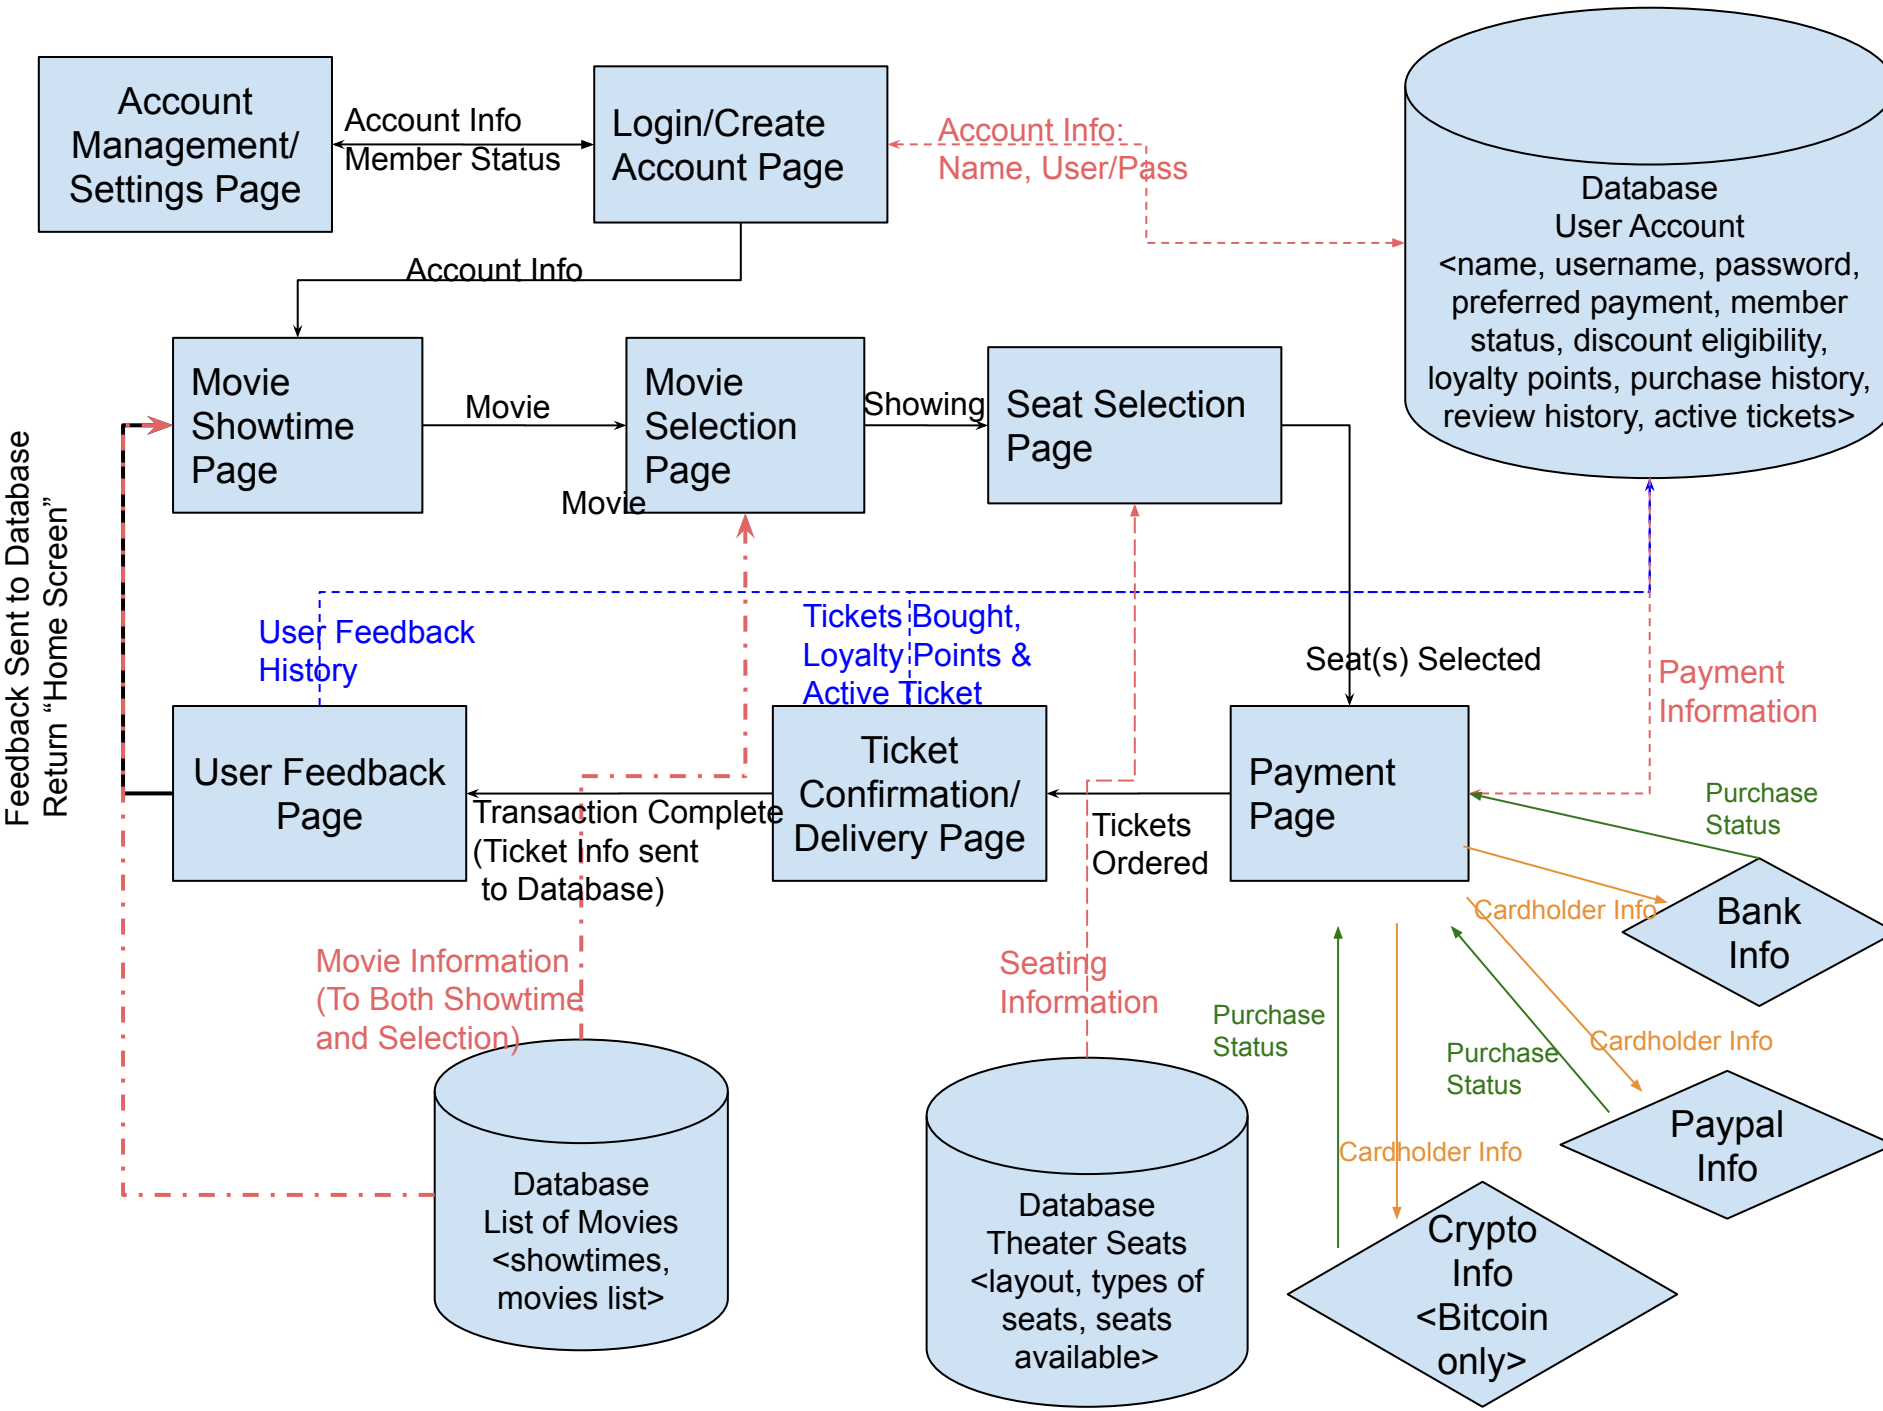 Account
Management/
Settings Page
Account Info
Member Status
Login/Create
Account Page
Account Info:
Name, User/Pass
Database
User Account
<name, username, password,
preferred payment, member
status, discount eligibility,
loyalty points, purchase history,
review history, active tickets>
Account Info
Movie
Showtime
Page
Movie
Movie
Selection
Page
Movie
Showing
Seat Selection
Page
Feedback Sent to Database
Return “Home Screen”
User Feedback
History
Tickets Bought,
Loyalty Points &
Active Ticket
Seat(s) Selected
Payment
Information
User Feedback
Page
Transaction Complete
(Ticket Info sent
to Database)
Ticket
Confirmation/
Delivery Page
Tickets
Ordered
Payment
Page
Purchase
Status
Cardholder Info
Bank
Info
Movie Information
(To Both Showtime
and Selection)
Seating
Information
Purchase
Status
Purchase
Status
Cardholder Info
Paypal
Info
Cardholder Info
Crypto
Info
<Bitcoin
only>
Database
List of Movies
<showtimes,
movies list>
Database
Theater Seats
<layout, types of
seats, seats
available>